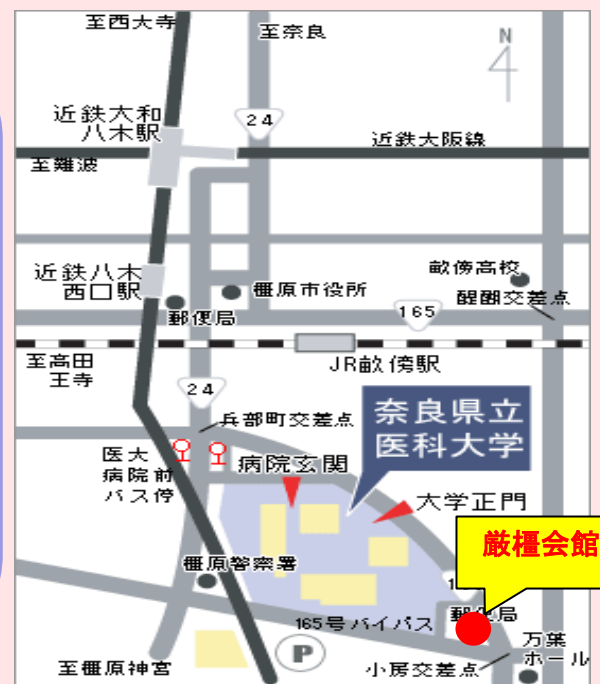 至西大寺
至奈良
N
近鉄大和
八木駅
24
近鉄大阪線
至難波
近鉄八木
西口駅
畝傍高校
橿原市役所
醍醐交差点
郵便局
165
至高田
王寺
JR畝傍駅
24
兵部町交差点
奈良県立
医科大学
医大
病院前
バス停
病院玄関
大学正門
厳橿会館
橿原警察署
郵便局
165号バイパス
万葉
ホール
P
至橿原神宮
小房交差点